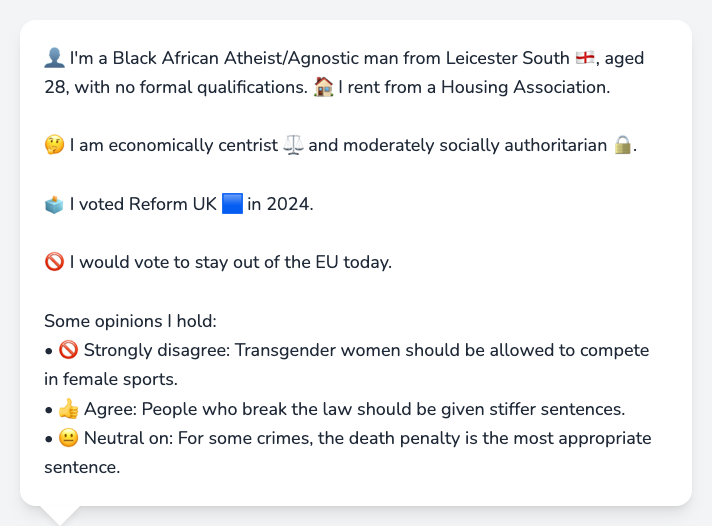 👤 I'm a Black African Atheist/Agnostic man from Leicester South 🏴󠁧󠁢󠁥󠁮󠁧󠁿, aged
28, with no formal qualifications. 🏠 I rent from a Housing Association.
🤔 I am economically centrist ⚖️ and moderately socially authoritarian 🔒.
🗳️ I voted Reform UK 🟦 in 2024.
🚫 I would vote to stay out of the EU today.
Some opinions I hold:
• 🚫 Strongly disagree: Transgender women should be allowed to compete
in female sports.
• 👍 Agree: People who break the law should be given stiffer sentences.
• 😐 Neutral on: For some crimes, the death penalty is the most appropriate
sentence.